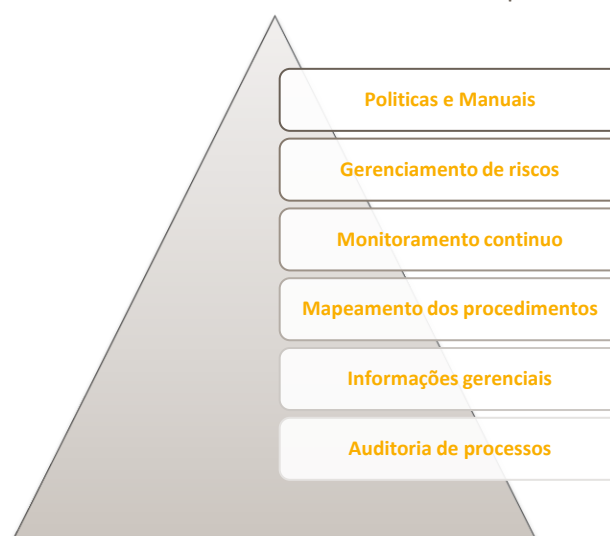 Politicas e Manuais
Gerenciamento de riscos
Monitoramento continuo
Mapeamento dos procedimentos
Informações gerenciais
Auditoria de processos